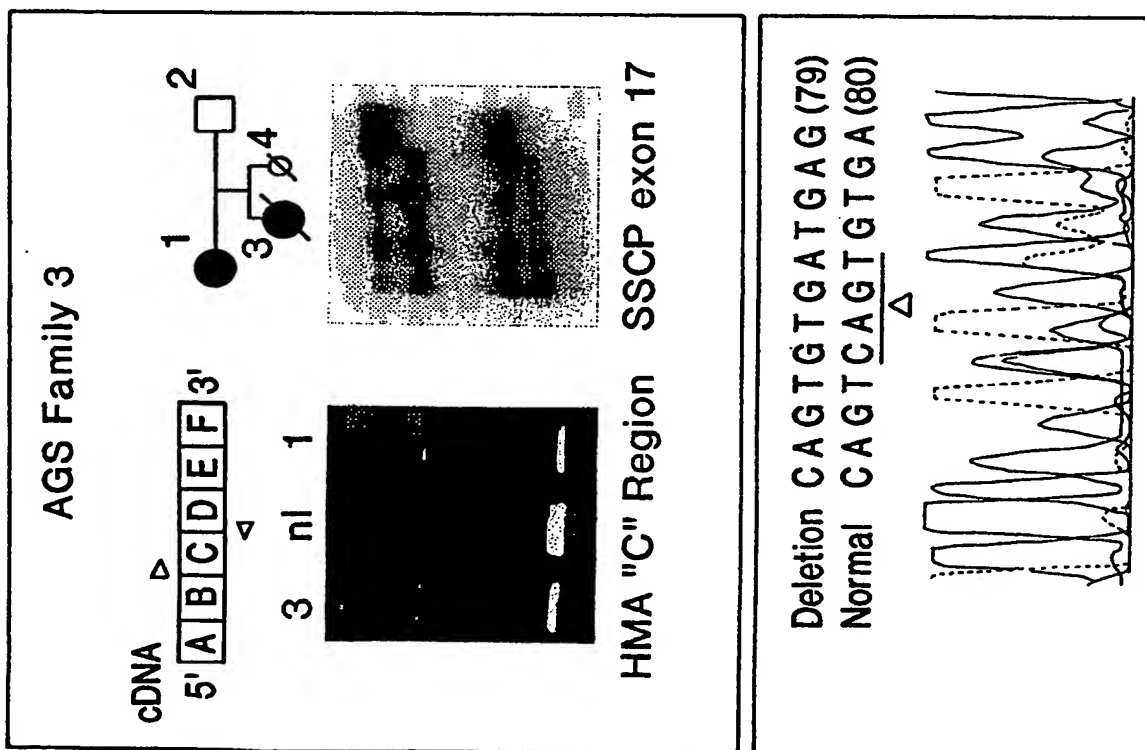 AGS Family 3
cDNA
5' A B C D E F 3'
1 2
3 4
3 nl 1
HMA "C" Region SSCP exon 17
Deletion C A G T G T G A T G A G (79)
Normal C A G T C A G T G T G A (80)